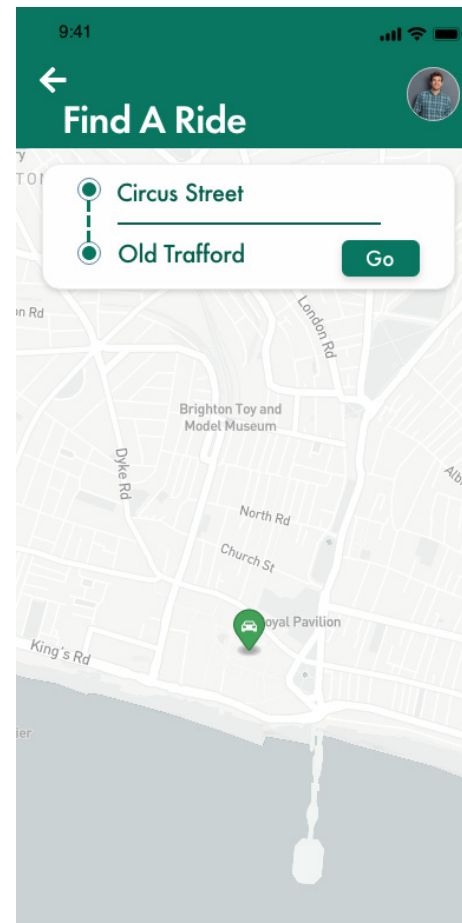 9:41
Find A Ride
Circus Street
Old Trafford
Go
London Rd
Brighton Toy and
Model Museum
Dyke Rd
North Rd
Church St
oyal Pavilion
King's Rd